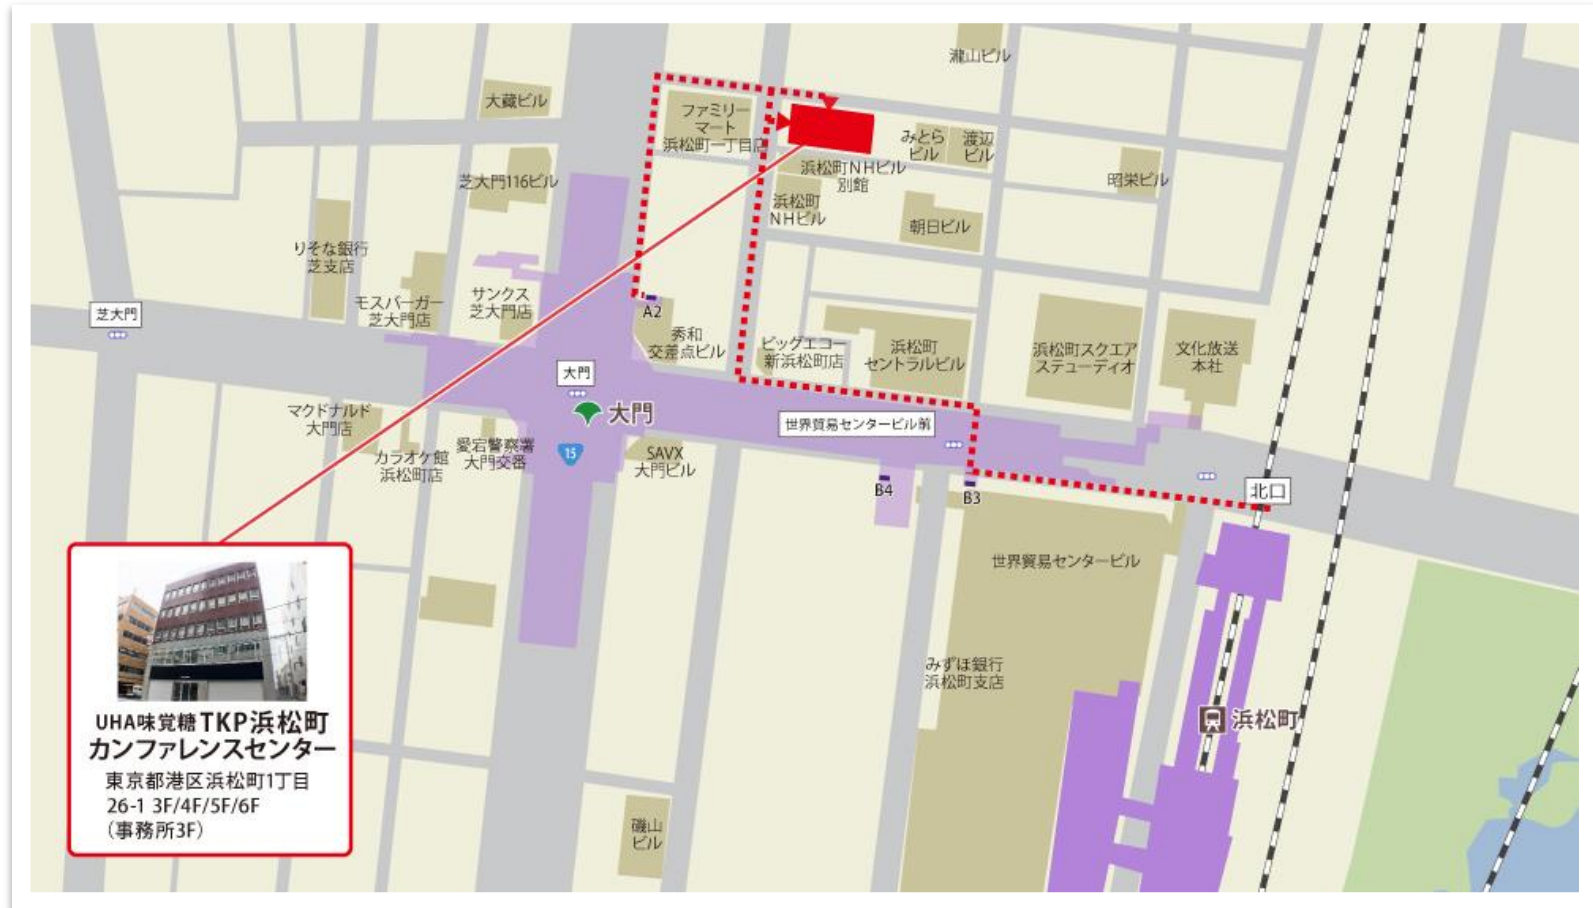 瀧山ビル
大蔵ビル
ファミリー
マート
浜松町一丁目店
みとら
ビル
渡辺
ビル
芝大門116ビル
浜松町NHビル
別館
昭栄ビル
浜松町
NHビル
朝日ビル
りそな銀行
芝支店
モスバーガー
芝大門店
サンクス
芝大門店
A2
芝大門
秀和
交差点ビル
ビッグエコー
新浜松町店
浜松町
セントラルビル
浜松町スクエア
ステューディオ
文化放送
本社
大門
大門
マクドナルド
大門店
世界貿易センタービル前
カラオケ館
浜松町店
愛宕警察署
大門交番
15
SAVX
大門ビル
B4
B3
北口
世界貿易センタービル
みずほ銀行
浜松町支店
浜松町
UHA味覚糖TKP浜松町
カンファレンスセンター
東京都港区浜松町1丁目
26-1 3F/4F/5F/6F
(事務所3F)
磯山
ビル